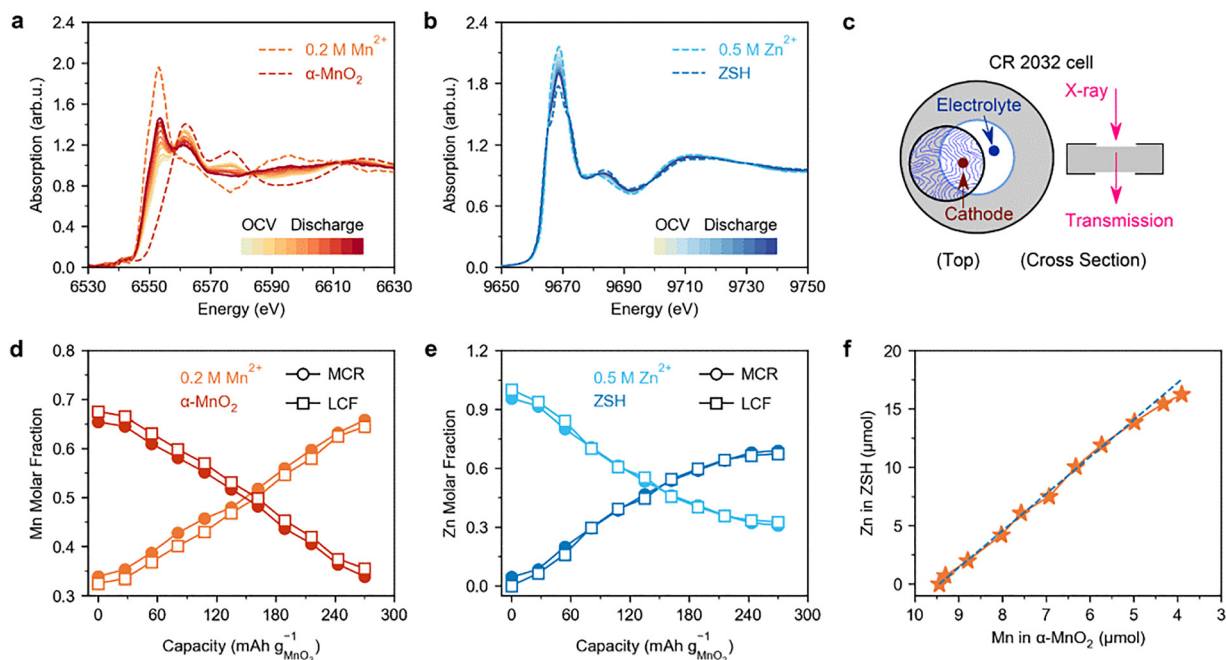 a
2.4
2.0
1.6
1.2
0.8
0.4
0.0
Absorption (arb.u.)
0.2 M Mn²⁺
α-MnO₂
OCV Discharge
6530 6550 6570 6590 6610 6630
Energy (eV)
b
2.4
2.0
1.6
1.2
0.8
0.4
0.0
Absorption (arb.u.)
0.5 M Zn²⁺
ZSH
OCV Discharge
9650 9670 9690 9710 9730 9750
Energy (eV)
c
CR 2032 cell
X-ray
Electrolyte
Cathode
Transmission
(Top) (Cross Section)
d
0.8
0.7
0.6
0.5
0.4
0.3
Mn Molar Fraction
0.2 M Mn²⁺
α-MnO₂
MCR
LCF
0 60 120 180 240 300
Capacity (mAh g⁻¹MnO₂)
e
1.2
0.9
0.6
0.3
0.0
Zn Molar Fraction
0.5 M Zn²⁺
ZSH
MCR
LCF
0 60 120 180 240 300
Capacity (mAh g⁻¹MnO₂)
f
20
15
10
5
0
Zn in ZSH (μmol)
10 9 8 7 6 5 4 3
Mn in α-MnO₂ (μmol)